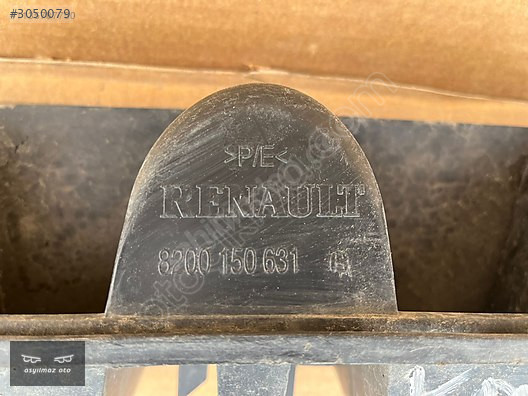 #3050079
>P/E<
RENAULT
8200 150 631
asyilmaz oto